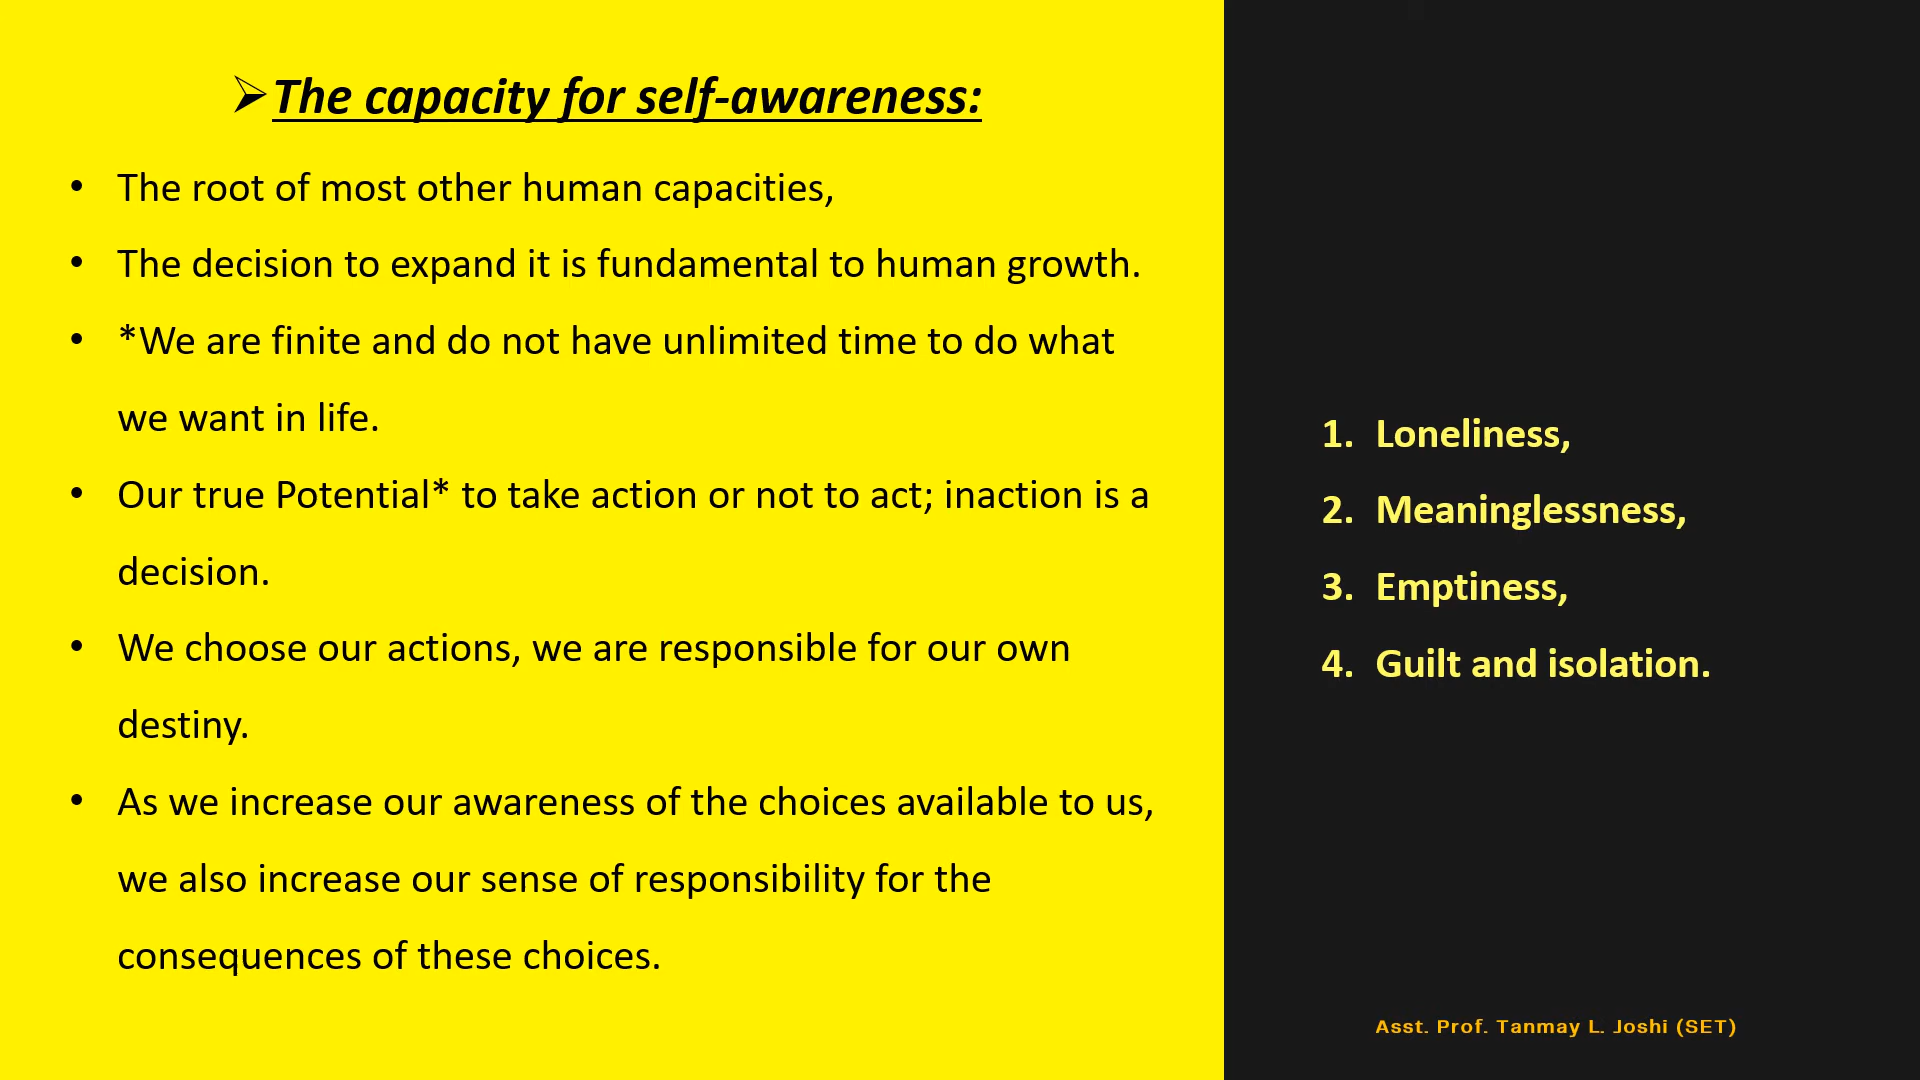 ➢The capacity for self-awareness:
• The root of most other human capacities,
• The decision to expand it is fundamental to human growth.
• *We are finite and do not have unlimited time to do what
we want in life.
• Our true Potential* to take action or not to act; inaction is a
decision.
• We choose our actions, we are responsible for our own
destiny.
• As we increase our awareness of the choices available to us,
we also increase our sense of responsibility for the
consequences of these choices.
1. Loneliness,
2. Meaninglessness,
3. Emptiness,
4. Guilt and isolation.
Asst. Prof. Tanmay L. Joshi (SET)